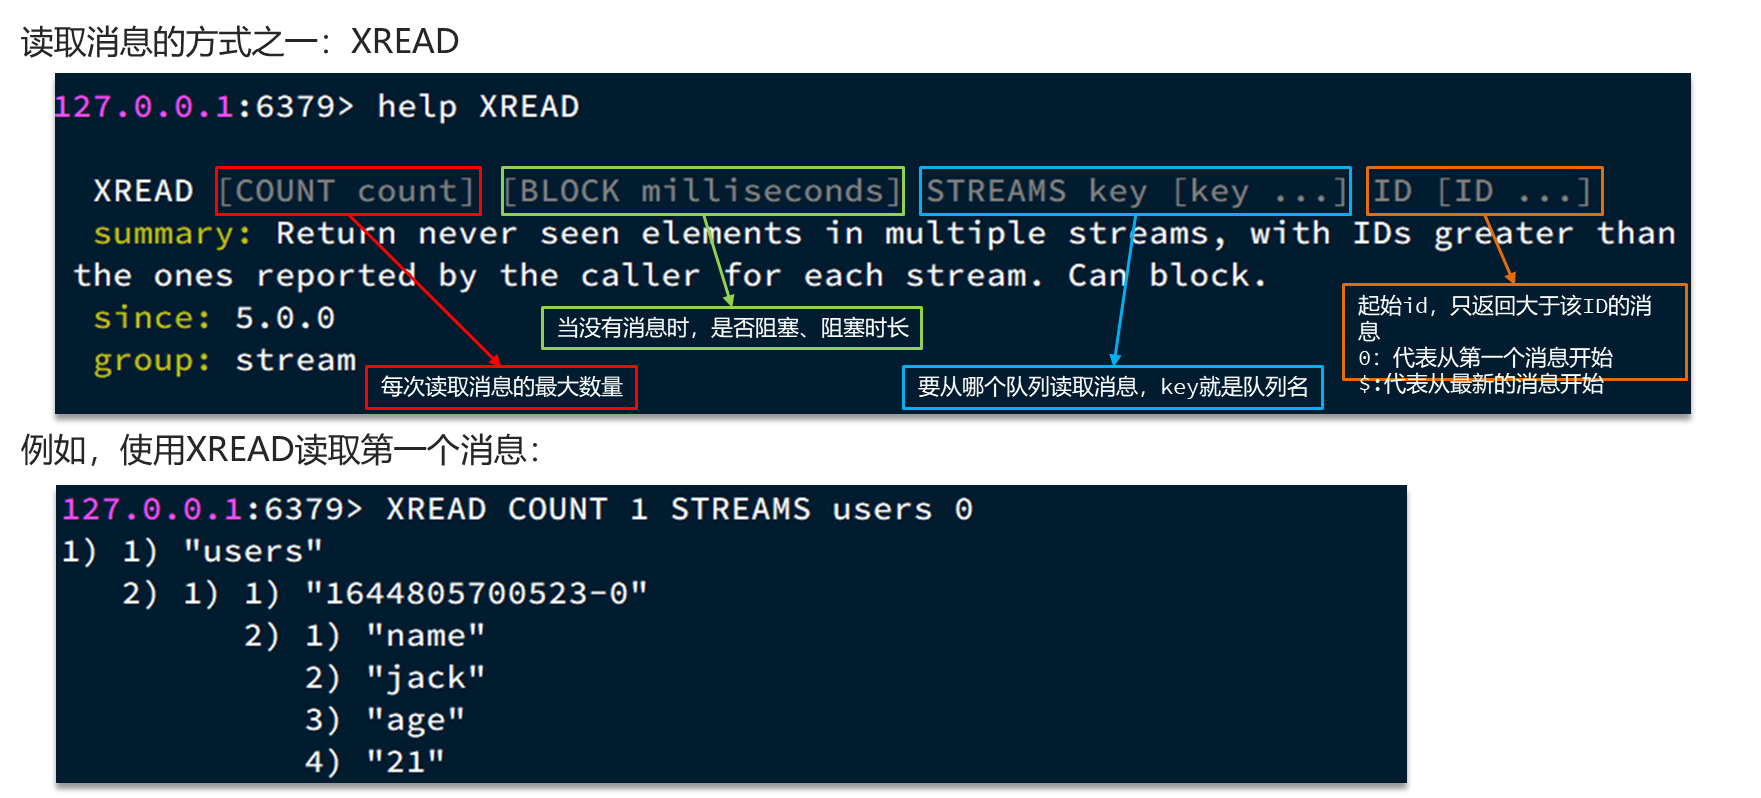 读取消息的方式之一：XREAD
127.0.0.1:6379> help XREAD
XREAD [COUNT count] [BLOCK milliseconds] STREAMS key [key ...] ID [ID ...]
summary: Return never seen elements in multiple streams, with IDs greater than
the ones reported by the caller for each stream. Can block.
since: 5.0.0
group: stream
每次读取消息的最大数量
当没有消息时，是否阻塞、阻塞时长
要从哪个队列读取消息，key就是队列名
起始id，只返回大于该ID的消
息
0：代表从第一个消息开始
$:代表从最新的消息开始
例如，使用XREAD读取第一个消息：
127.0.0.1:6379> XREAD COUNT 1 STREAMS users 0
1) 1) "users"
2) 1) 1) "1644805700523-0"
2) 1) "name"
2) "jack"
3) "age"
4) "21"